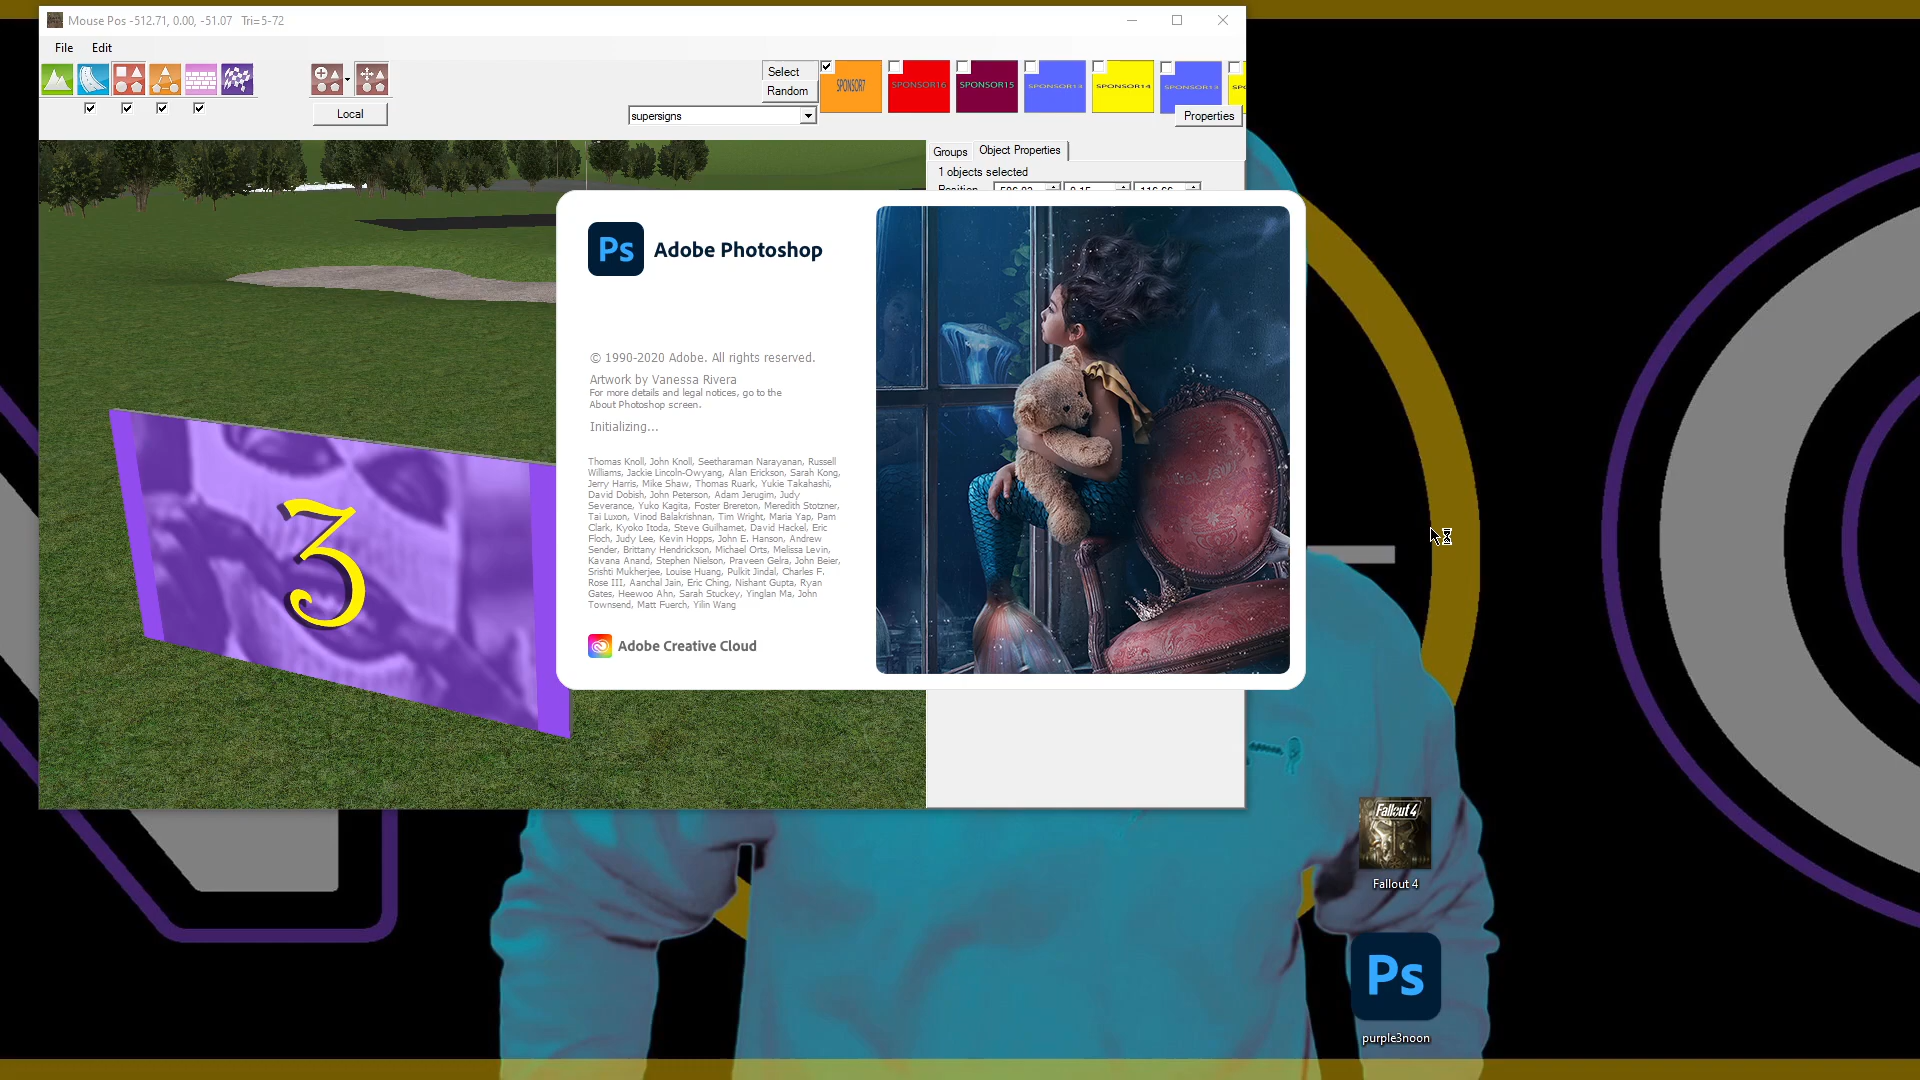 Mouse Pos -512.71, 0.00, -51.07 Tri=5-72
File Edit
Local
Select
Random
supersigns
SPONSOR7
SPONSOR16
SPONSOR15
SPONSOR13
SPONSOR14
SPONSOR13
Properties
Groups
Object Properties
1 objects selected
Position
3
Ps
Adobe Photoshop
© 1990-2020 Adobe. All rights reserved.
Artwork by Vanessa Rivera
For more details and legal notices, go to the
About Photoshop screen.
Initializing...
Thomas Knoll, John Knoll, Seetharaman Narayanan, Russell
Williams, Jackie Lincoln-Owyang, Alan Erickson, Sarah Kong,
Jerry Harris, Mike Shaw, Thomas Ruark, Yukie Takahashi,
David Dobish, John Peterson, Adam Jerugim, Judy
Severance, Yuko Kagita, Foster Brereton, Meredith Stotzner,
Tai Luxon, Vinod Balakrishnan, Tim Wright, Maria Yap, Pam
Clark, Kyoko Itoda, Steve Guilhamet, David Hackel, Eric
Floch, Judy Lee, Kevin Hopps, John E. Hanson, Andrew
Sender, Brittany Hendrickson, Michael Orts, Melissa Levin,
Kavana Anand, Stephen Nielson, Praveen Gelra, John Beier,
Srishti Mukherjee, Louise Huang, Pulkit Jindal, Charles F.
Rose III, Aanchal Jain, Eric Ching, Nishant Gupta, Ryan
Gates, Heewoo Ahn, Sarah Stuckey, Yinglan Ma, John
Townsend, Matt Fuerch, Yilin Wang
Adobe Creative Cloud
Fallout 4
Fallout 4
Ps
purple3noon